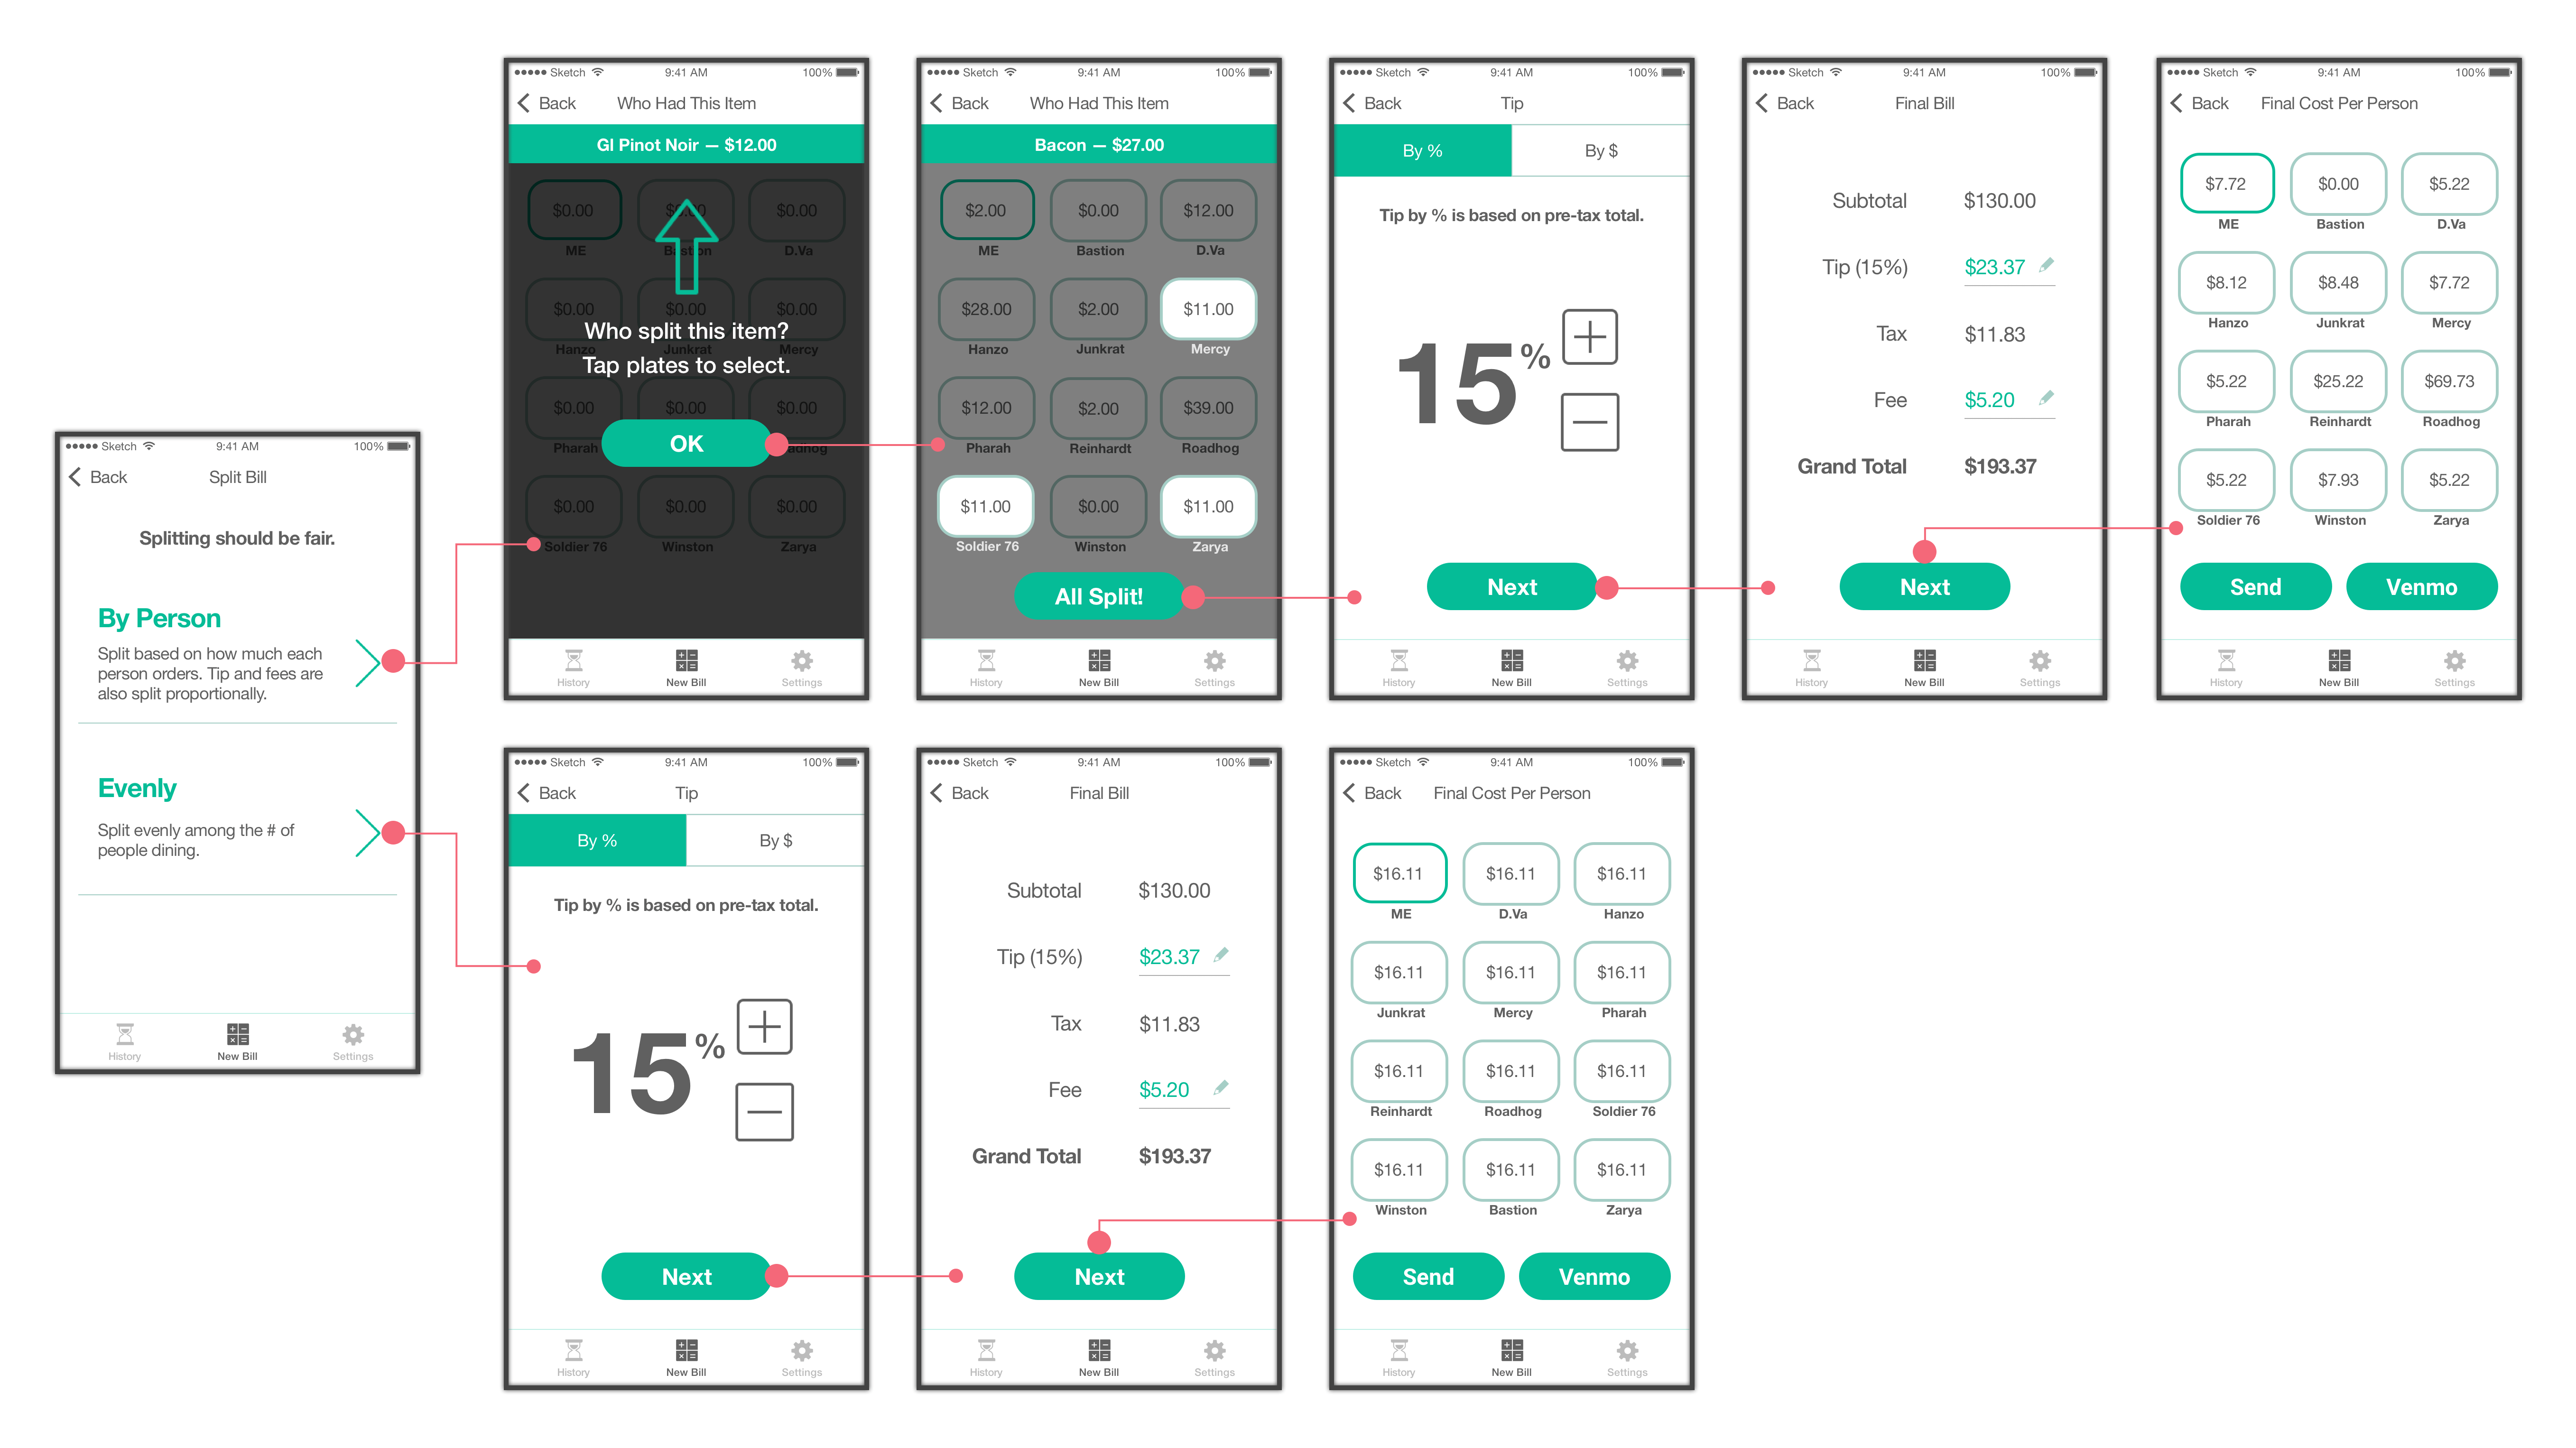 Sketch 9:41 AM 100%
Back Split Bill
Splitting should be fair.
By Person
Split based on how much each
person orders. Tip and fees are
also split proportionally.
Evenly
Split evenly among the # of
people dining.
History New Bill Settings
Sketch 9:41 AM 100%
Back Who Had This Item
GI Pinot Noir — $12.00
$0.00 $0.00 $0.00
ME Bastion D.Va
$0.00 $0.00
Who split this item?
Hanzo Junkrat Mercy
Tap plates to select.
$0.00 $0.00 $0.00
OK
Pharah Roadhog
$0.00 $0.00 $0.00
Soldier 76 Winston Zarya
History New Bill Settings
Sketch 9:41 AM 100%
Back Who Had This Item
Bacon — $27.00
$2.00 $0.00 $12.00
ME Bastion D.Va
$28.00 $2.00 $11.00
Hanzo Junkrat Mercy
$12.00 $2.00 $39.00
Pharah Reinhardt Roadhog
$11.00 $0.00 $11.00
Soldier 76 Winston Zarya
All Split!
History New Bill Settings
Sketch 9:41 AM 100%
Back Tip
By % By $
Tip by % is based on pre-tax total.
15%
Next
History New Bill Settings
Sketch 9:41 AM 100%
Back Final Bill
Subtotal $130.00
Tip (15%) $23.37
Tax $11.83
Fee $5.20
Grand Total $193.37
Next
History New Bill Settings
Sketch 9:41 AM 100%
Back Final Cost Per Person
$7.72 $0.00 $5.22
ME Bastion D.Va
$8.12 $8.48 $7.72
Hanzo Junkrat Mercy
$5.22 $25.22 $69.73
Pharah Reinhardt Roadhog
$5.22 $7.93 $5.22
Soldier 76 Winston Zarya
Send Venmo
History New Bill Settings
Sketch 9:41 AM 100%
Back Tip
By % By $
Tip by % is based on pre-tax total.
15%
Next
History New Bill Settings
Sketch 9:41 AM 100%
Back Final Bill
Subtotal $130.00
Tip (15%) $23.37
Tax $11.83
Fee $5.20
Grand Total $193.37
Next
History New Bill Settings
Sketch 9:41 AM 100%
Back Final Cost Per Person
$16.11 $16.11 $16.11
ME D.Va Hanzo
$16.11 $16.11 $16.11
Junkrat Mercy Pharah
$16.11 $16.11 $16.11
Reinhardt Roadhog Soldier 76
$16.11 $16.11 $16.11
Winston Bastion Zarya
Send Venmo
History New Bill Settings